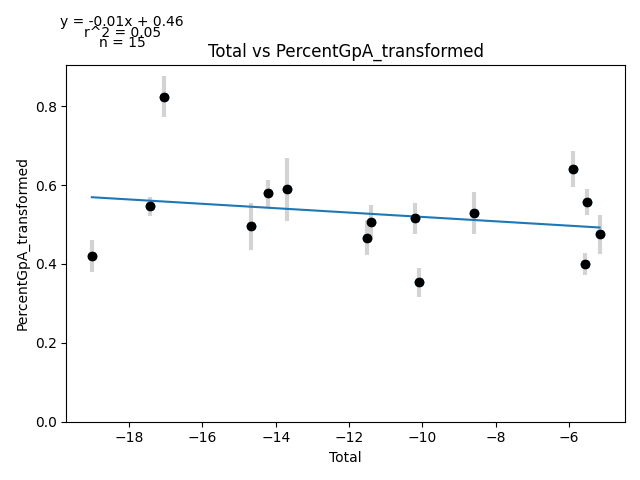 y = -0.01x + 0.46
r^2 = 0.05
n = 15
Total vs PercentGpA_transformed
PercentGpA_transformed
0.8
0.6
0.4
0.2
0.0
−18
−16
−14
−12
−10
−8
−6
Total